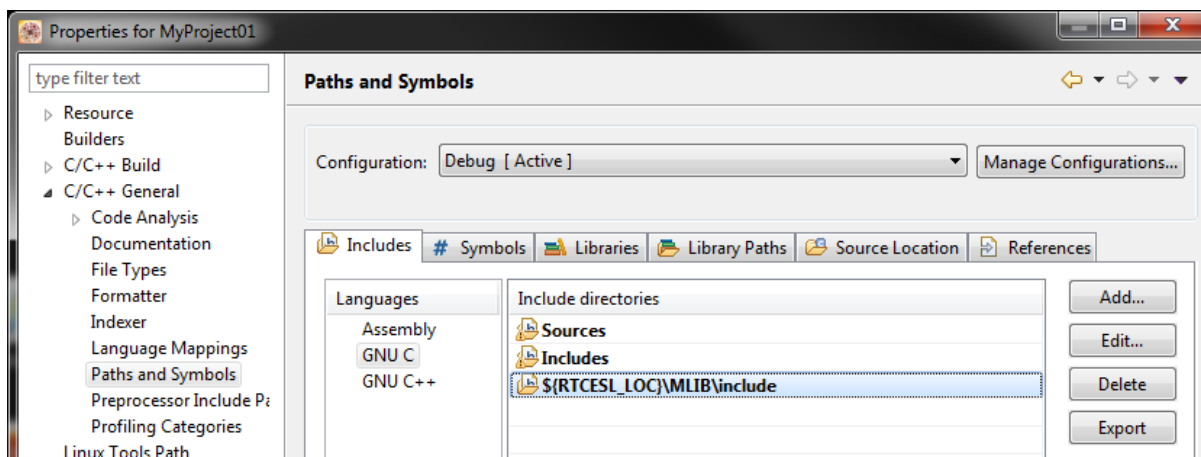 Properties for MyProject01
type filter text
Resource
Builders
C/C++ Build
C/C++ General
Code Analysis
Documentation
File Types
Formatter
Indexer
Language Mappings
Paths and Symbols
Preprocessor Include Pa
Profiling Categories
Linux Tools Path
Paths and Symbols
Configuration: Debug [ Active ] Manage Configurations...
Includes # Symbols Libraries Library Paths Source Location References
Languages
Assembly
GNU C
GNU C++
Include directories
Sources
Includes
${RTCESL_LOC}\MLIB\include
Add...
Edit...
Delete
Export